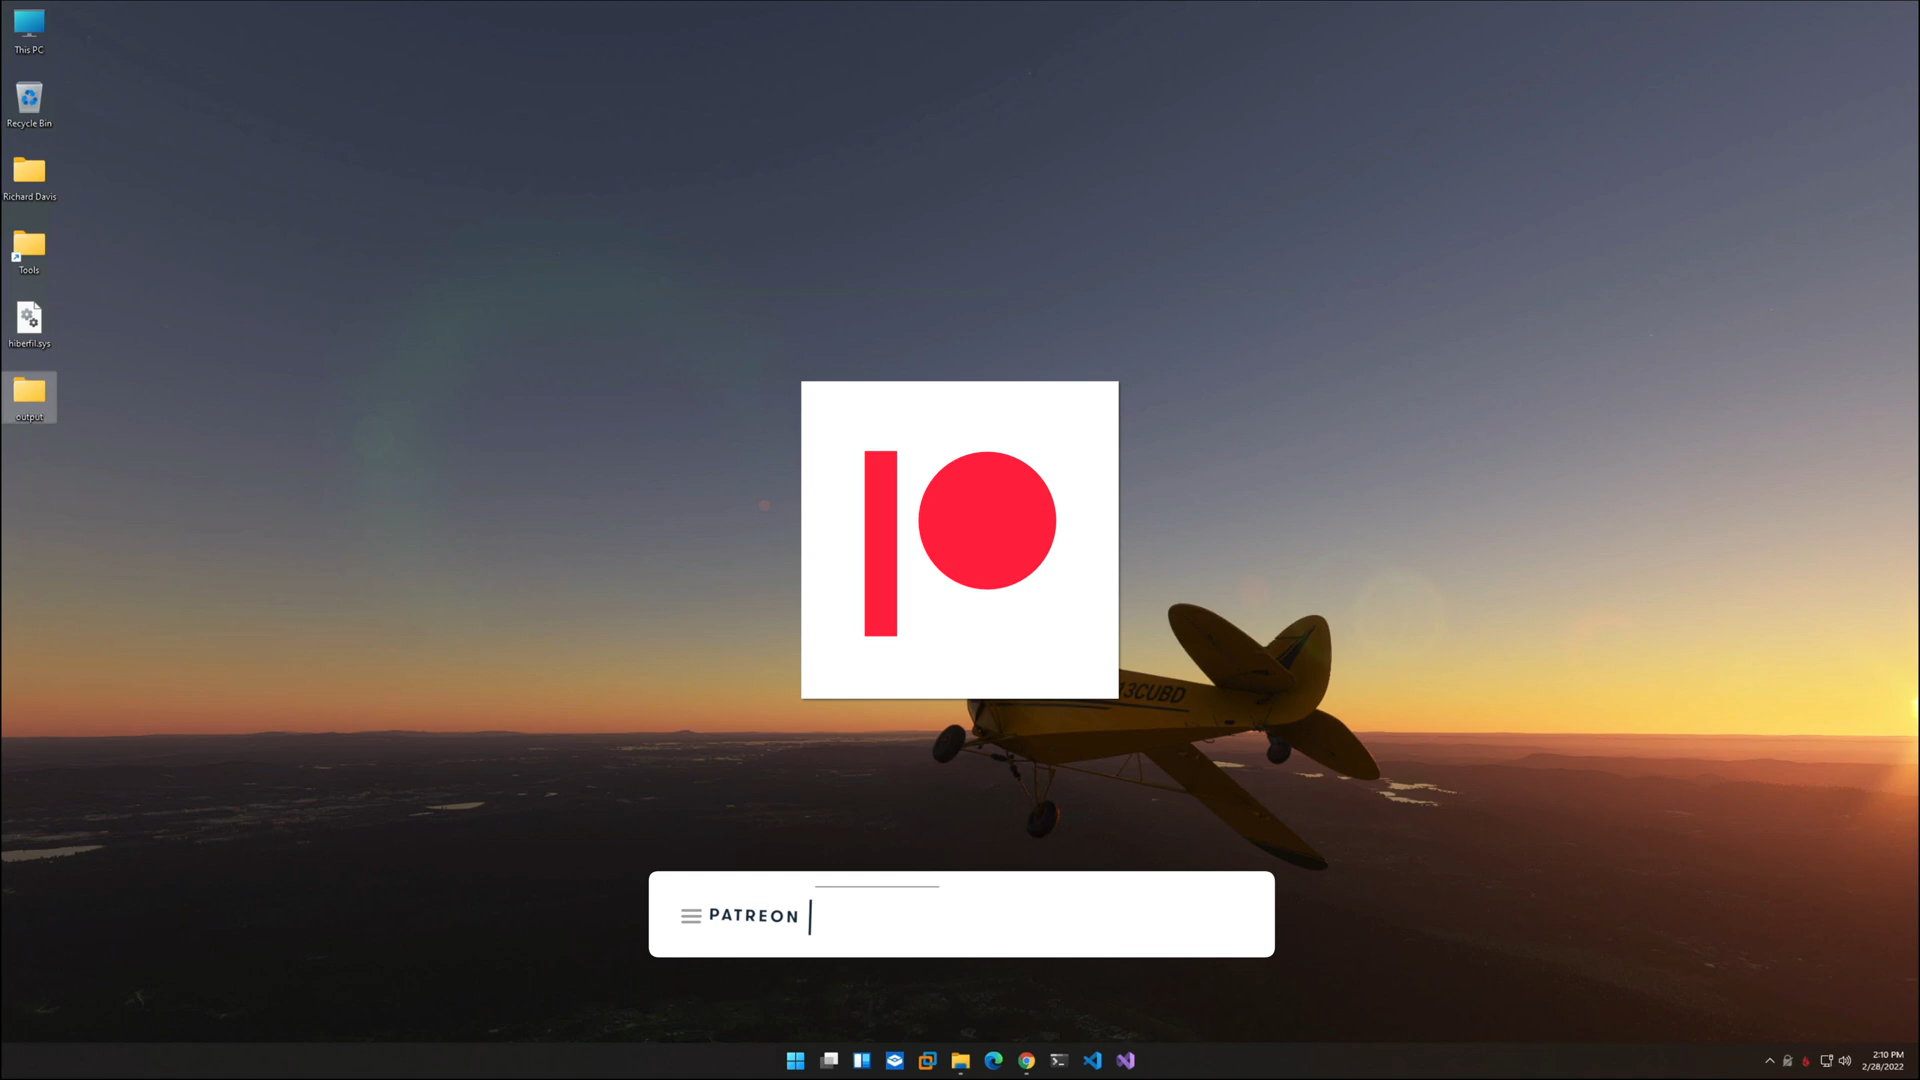 This PC
Recycle Bin
Richard Davis
Tools
hiberfil.sys
output
13CUBD
PATREON
2:10 PM
2/28/2022